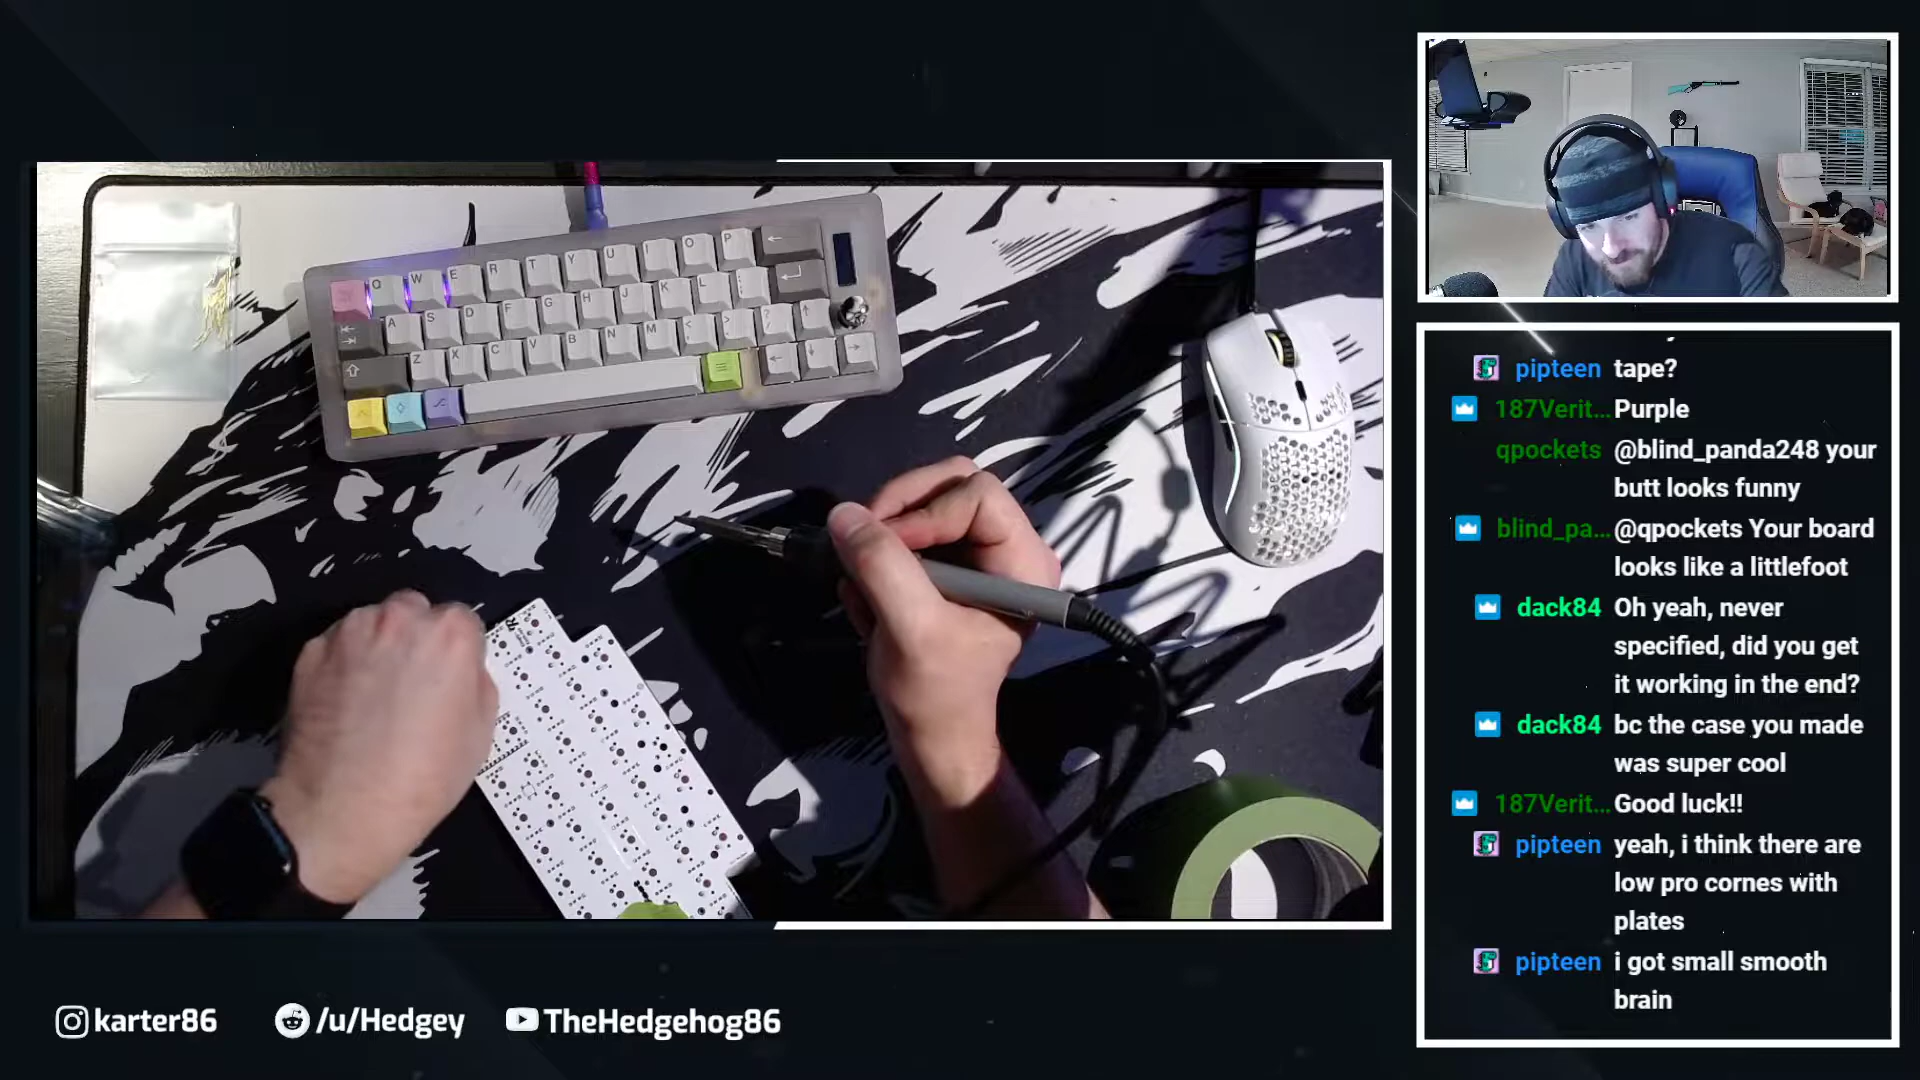 Q W E R T Y U I O P
A S D F G H J K L
Z X C V B N M
pipteen tape?
187Verit... Purple
qpockets @blind_panda248 your
butt looks funny
blind_pa... @qpockets Your board
looks like a littlefoot
dack84 Oh yeah, never
specified, did you get
it working in the end?
dack84 bc the case you made
was super cool
187Verit... Good luck!!
pipteen yeah, i think there are
low pro cornes with
plates
pipteen i got small smooth
brain
karter86 /u/Hedgey TheHedgehog86